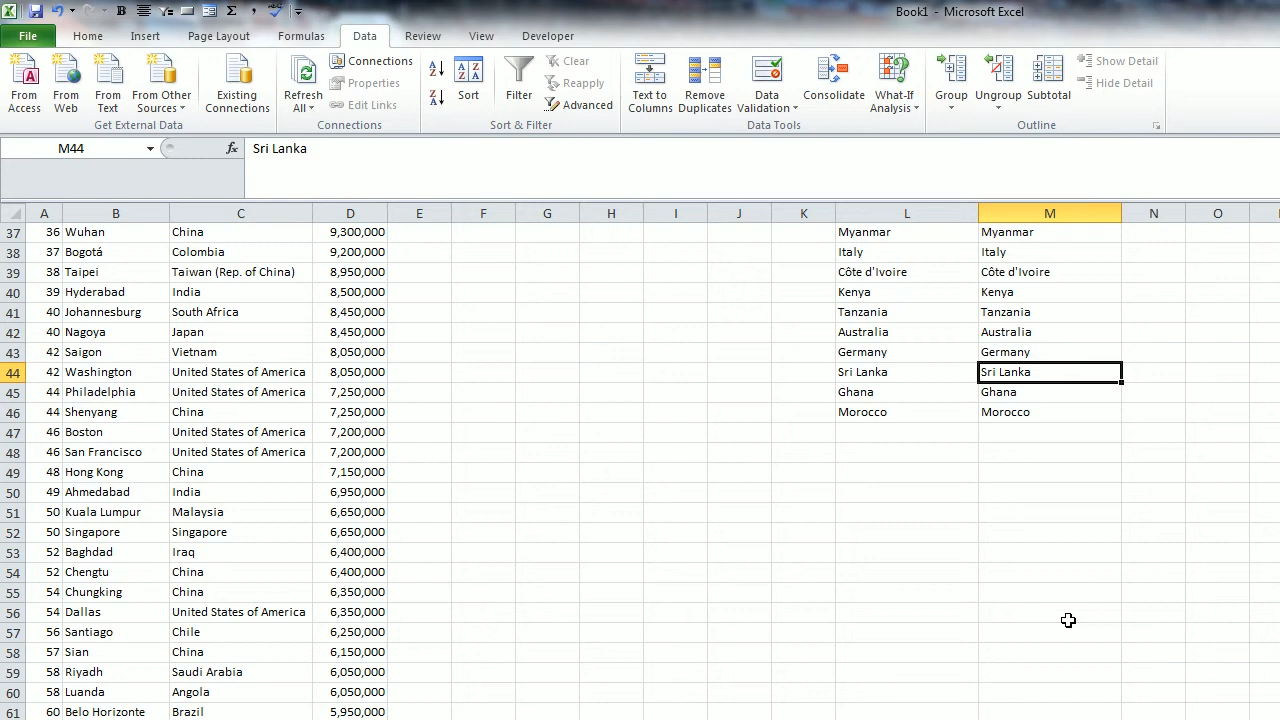 Book1 - Microsoft Excel
File Home Insert Page Layout Formulas Data Review View Developer
From Access From Web From Text From Other Sources Existing Connections Refresh All Connections Properties Edit Links Sort Filter Clear Reapply Advanced Text to Columns Remove Duplicates Data Validation Consolidate What-If Analysis Group Ungroup Subtotal Show Detail Hide Detail
Get External Data Connections Sort & Filter Data Tools Outline
M44 fx Sri Lanka
A B C D E F G H I J K L M N O
37 36 Wuhan China 9,300,000 Myanmar Myanmar
38 37 Bogotá Colombia 9,200,000 Italy Italy
39 38 Taipei Taiwan (Rep. of China) 8,950,000 Côte d'Ivoire Côte d'Ivoire
40 39 Hyderabad India 8,500,000 Kenya Kenya
41 40 Johannesburg South Africa 8,450,000 Tanzania Tanzania
42 40 Nagoya Japan 8,450,000 Australia Australia
43 42 Saigon Vietnam 8,050,000 Germany Germany
44 42 Washington United States of America 8,050,000 Sri Lanka Sri Lanka
45 44 Philadelphia United States of America 7,250,000 Ghana Ghana
46 44 Shenyang China 7,250,000 Morocco Morocco
47 46 Boston United States of America 7,200,000
48 46 San Francisco United States of America 7,200,000
49 48 Hong Kong China 7,150,000
50 49 Ahmedabad India 6,950,000
51 50 Kuala Lumpur Malaysia 6,650,000
52 50 Singapore Singapore 6,650,000
53 52 Baghdad Iraq 6,400,000
54 52 Chengtu China 6,400,000
55 54 Chungking China 6,350,000
56 54 Dallas United States of America 6,350,000
57 56 Santiago Chile 6,250,000
58 57 Sian China 6,150,000
59 58 Riyadh Saudi Arabia 6,050,000
60 58 Luanda Angola 6,050,000
61 60 Belo Horizonte Brazil 5,950,000